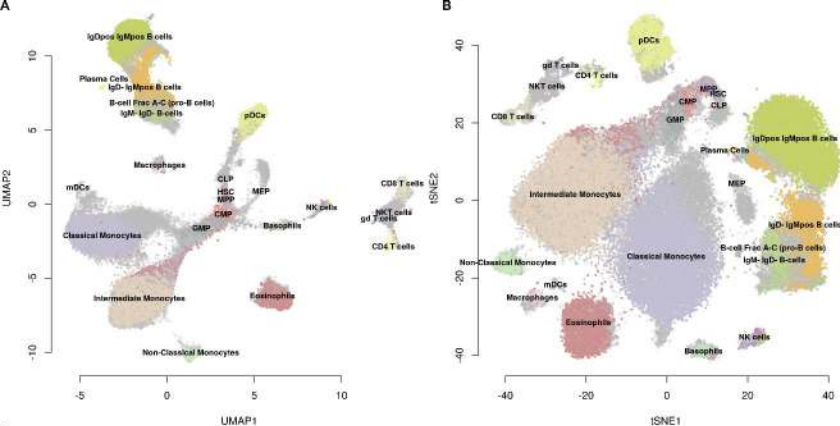 A
IgDpos IgMpos B cells
Plasma Cells
IgD- IgMpos B cells
B-cell Frac A-C (pro-B cells)
IgM- IgD- B-cells
pDCs
Macrophages
mDCs
CLP
HSC
MPP
CMP
MEP
GMP
NK cells
Basophils
CD8 T cells
NKT cells
gd T cells
CD4 T cells
Classical Monocytes
Intermediate Monocytes
Eosinophils
Non-Classical Monocytes
10
5
0
-5
-10
UMAP2
-5
0
5
10
UMAP1
B
pDCs
gd T cells
CD4 T cells
NKT cells
CD8 T cells
MPP
HSC
CMP
CLP
GMP
IgDpos IgMpos B cells
Plasma Cells
MEP
Intermediate Monocytes
IgD- IgMpos B cells
B-cell Frac A-C (pro-B cells)
IgM- IgD- B-cells
Classical Monocytes
Non-Classical Monocytes
mDCs
Macrophages
Eosinophils
NK cells
Basophils
40
20
0
-20
-40
tSNE2
-40
-20
0
20
40
tSNE1